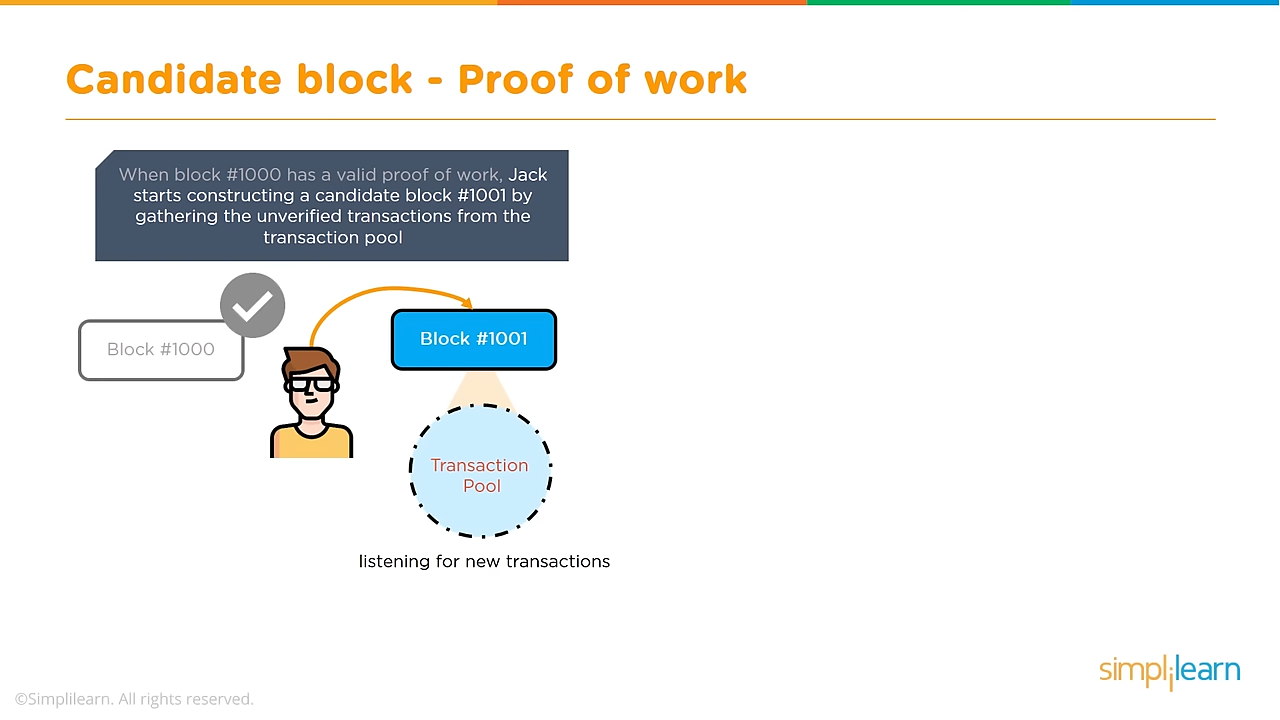 Candidate block - Proof of work
When block #1000 has a valid proof of work, Jack
starts constructing a candidate block #1001 by
gathering the unverified transactions from the
transaction pool
Block #1000
Block #1001
Transaction
Pool
listening for new transactions
simplilearn
©Simplilearn. All rights reserved.